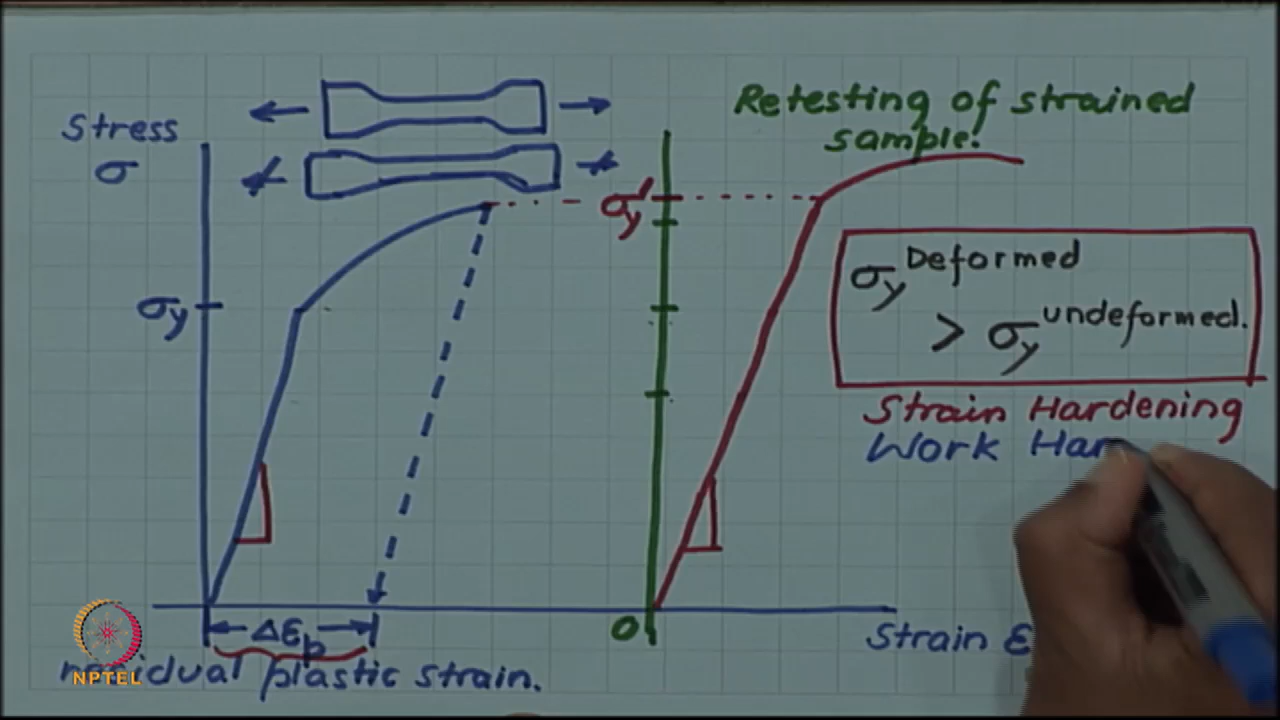 Stress
σ
σy
Δεp
residual plastic strain.
NPTEL
Retesting of strained
sample!
σy'
σy Deformed
> σy undeformed.
Strain Hardening
Work Har
O
Strain ε